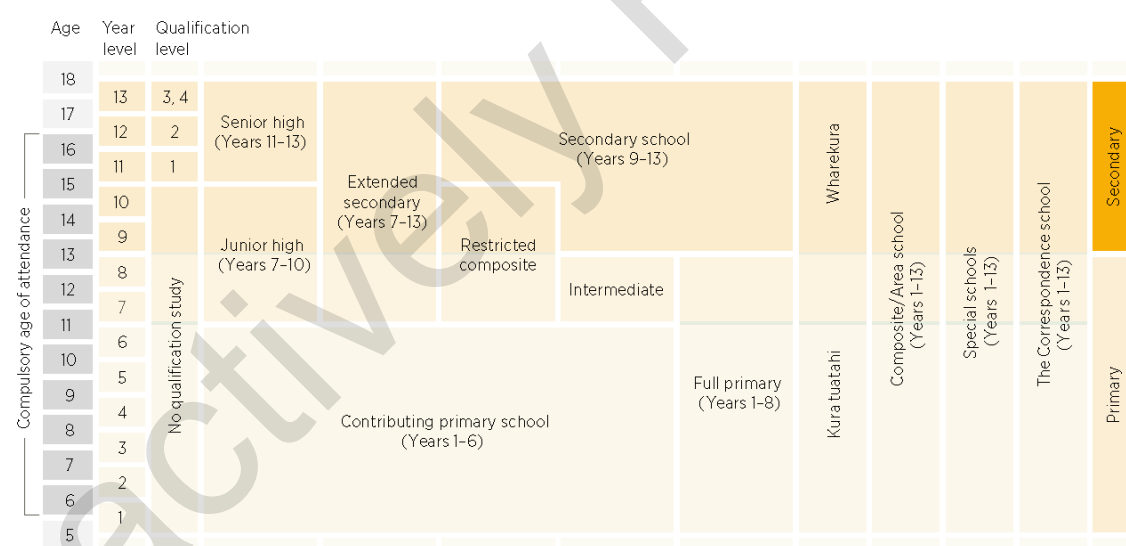 Age
Year
level
Qualification
level
18
17
16
15
14
13
12
11
10
9
8
7
6
5
13
12
11
10
9
8
7
6
5
4
3
2
1
3, 4
2
1
No qualification study
Compulsory age of attendance
Senior high
(Years 11–13)
Junior high
(Years 7–10)
Extended
secondary
(Years 7–13)
Secondary school
(Years 9–13)
Restricted
composite
Intermediate
Contributing primary school
(Years 1–6)
Full primary
(Years 1–8)
Wharekura
Kura tuatahi
Composite/Area school
(Years 1–13)
Special schools
(Years 1–13)
The Correspondence school
(Years 1–13)
Secondary
Primary
actively